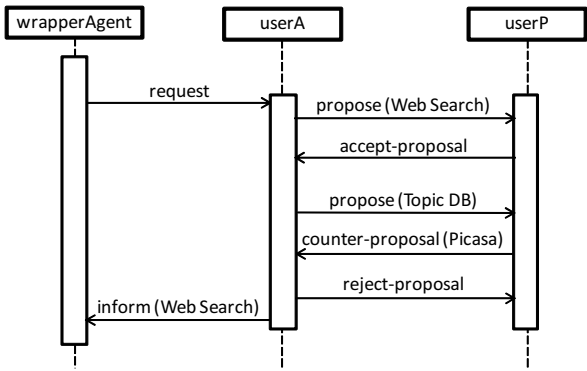 wrapperAgent
userA
userP
request
propose (Web Search)
accept-proposal
propose (Topic DB)
counter-proposal (Picasa)
reject-proposal
inform (Web Search)